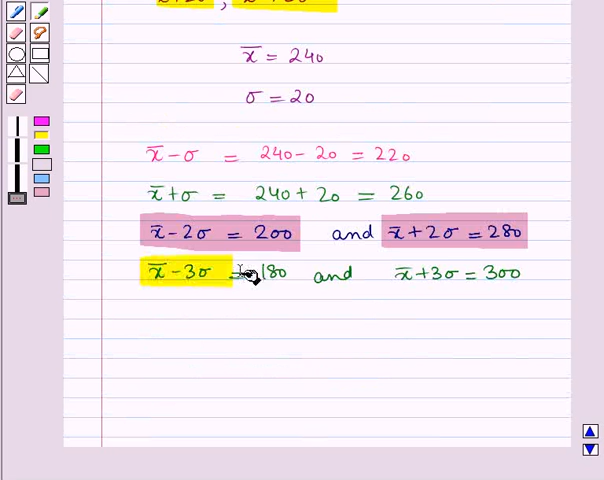 x̄ = 240
σ = 20
x̄ - σ = 240 - 20 = 220
x̄ + σ = 240 + 20 = 260
x̄ - 2σ = 200 and x̄ + 2σ = 280
x̄ - 3σ = 180 and x̄ + 3σ = 300